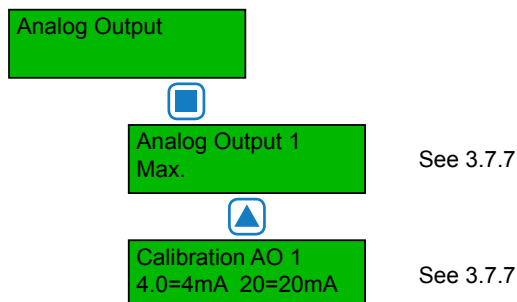 Analog Output
Analog Output 1
Max.
See 3.7.7
Calibration AO 1
4.0=4mA 20=20mA
See 3.7.7